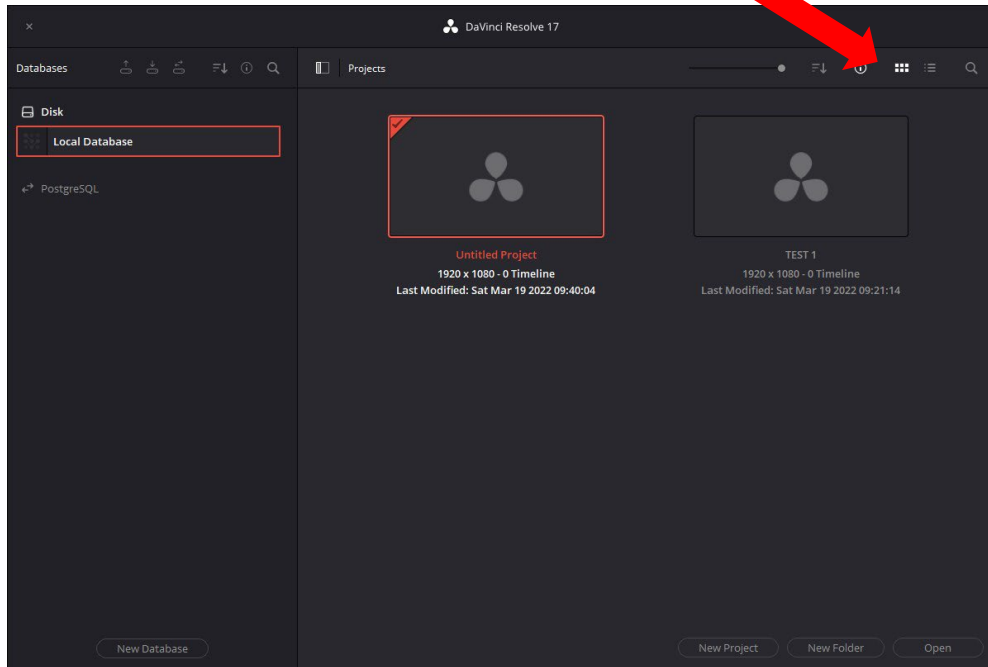 DaVinci Resolve 17
Databases
Projects
Disk
Local Database
PostgreSQL
Untitled Project
1920 x 1080 - 0 Timeline
Last Modified: Sat Mar 19 2022 09:40:04
TEST 1
1920 x 1080 - 0 Timeline
Last Modified: Sat Mar 19 2022 09:21:14
New Database
New Project
New Folder
Open